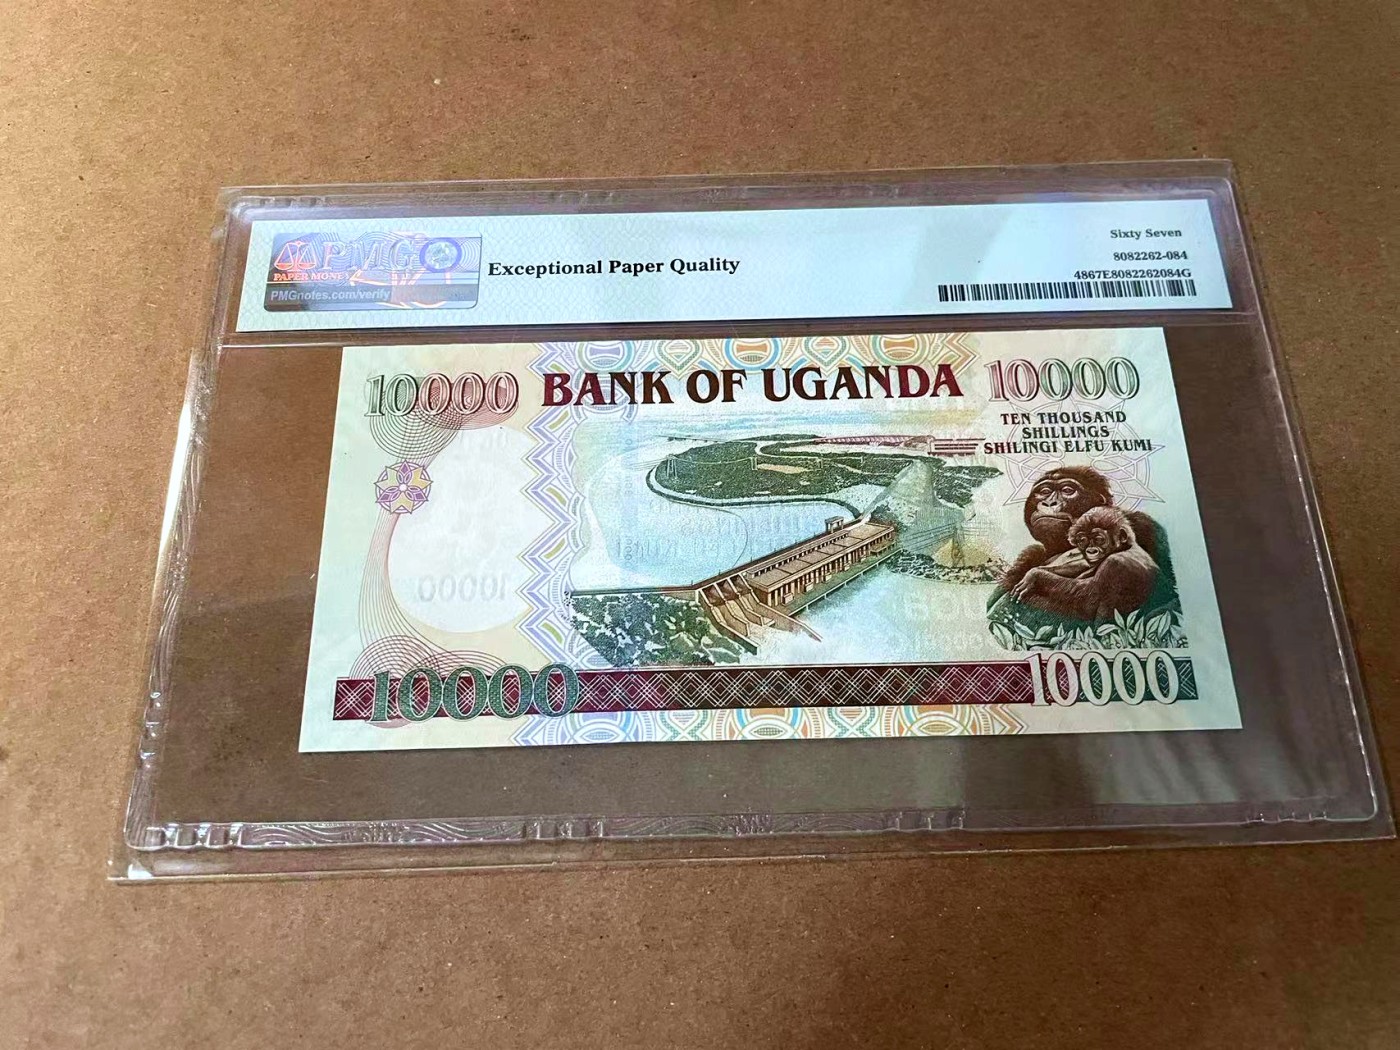 PMG
PAPER MONEY
PMGnotes.com/verify
Exceptional Paper Quality
Sixty Seven
8082262-084
4867E8082262084G
10000 BANK OF UGANDA 10000
TEN THOUSAND
SHILLINGS
SHILINGI ELFU KUMI
10000
10000 10000